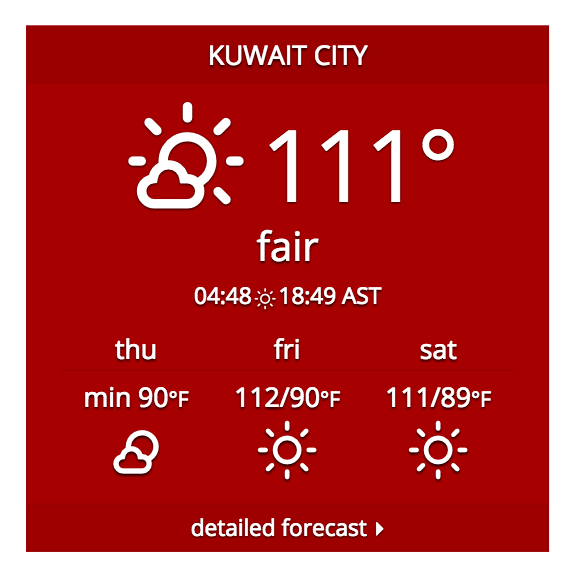 KUWAIT CITY
111°
fair
04:48 18:49 AST
thu fri sat
min 90°F 112/90°F 111/89°F
detailed forecast